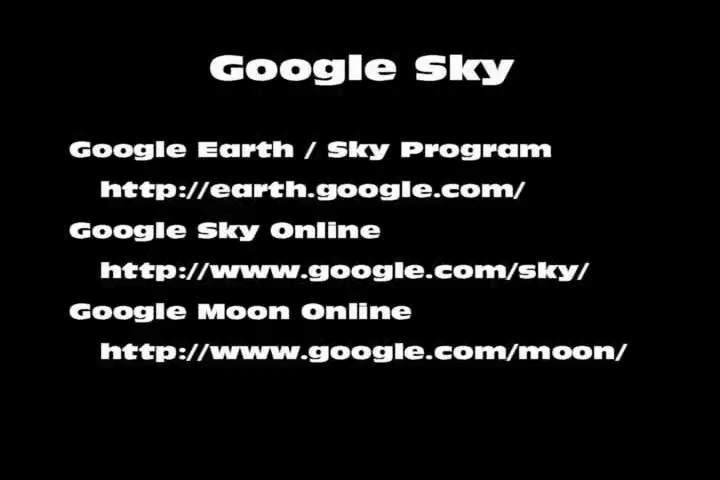 Google Sky
Google Earth / Sky Program
http://earth.google.com/
Google Sky Online
http://www.google.com/sky/
Google Moon Online
http://www.google.com/moon/